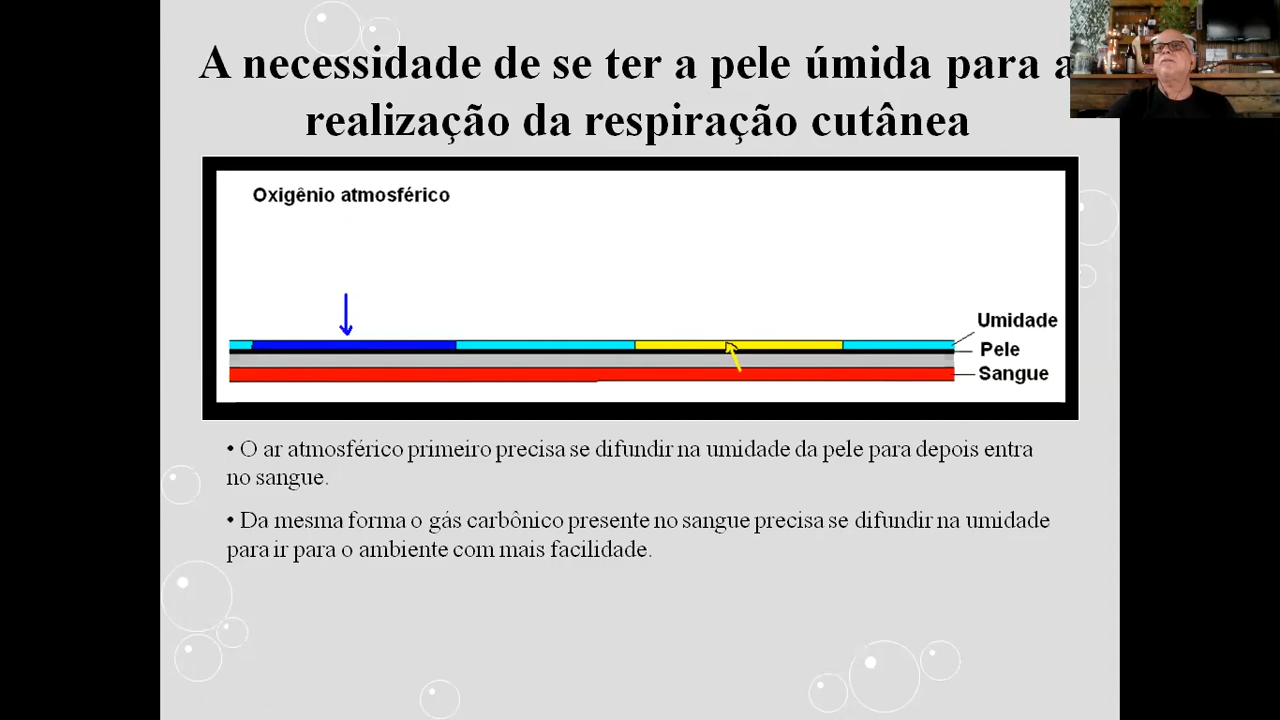 A necessidade de se ter a pele úmida para a
realização da respiração cutânea
Oxigênio atmosférico
Umidade
Pele
Sangue
• O ar atmosférico primeiro precisa se difundir na umidade da pele para depois entra
no sangue.
• Da mesma forma o gás carbônico presente no sangue precisa se difundir na umidade
para ir para o ambiente com mais facilidade.